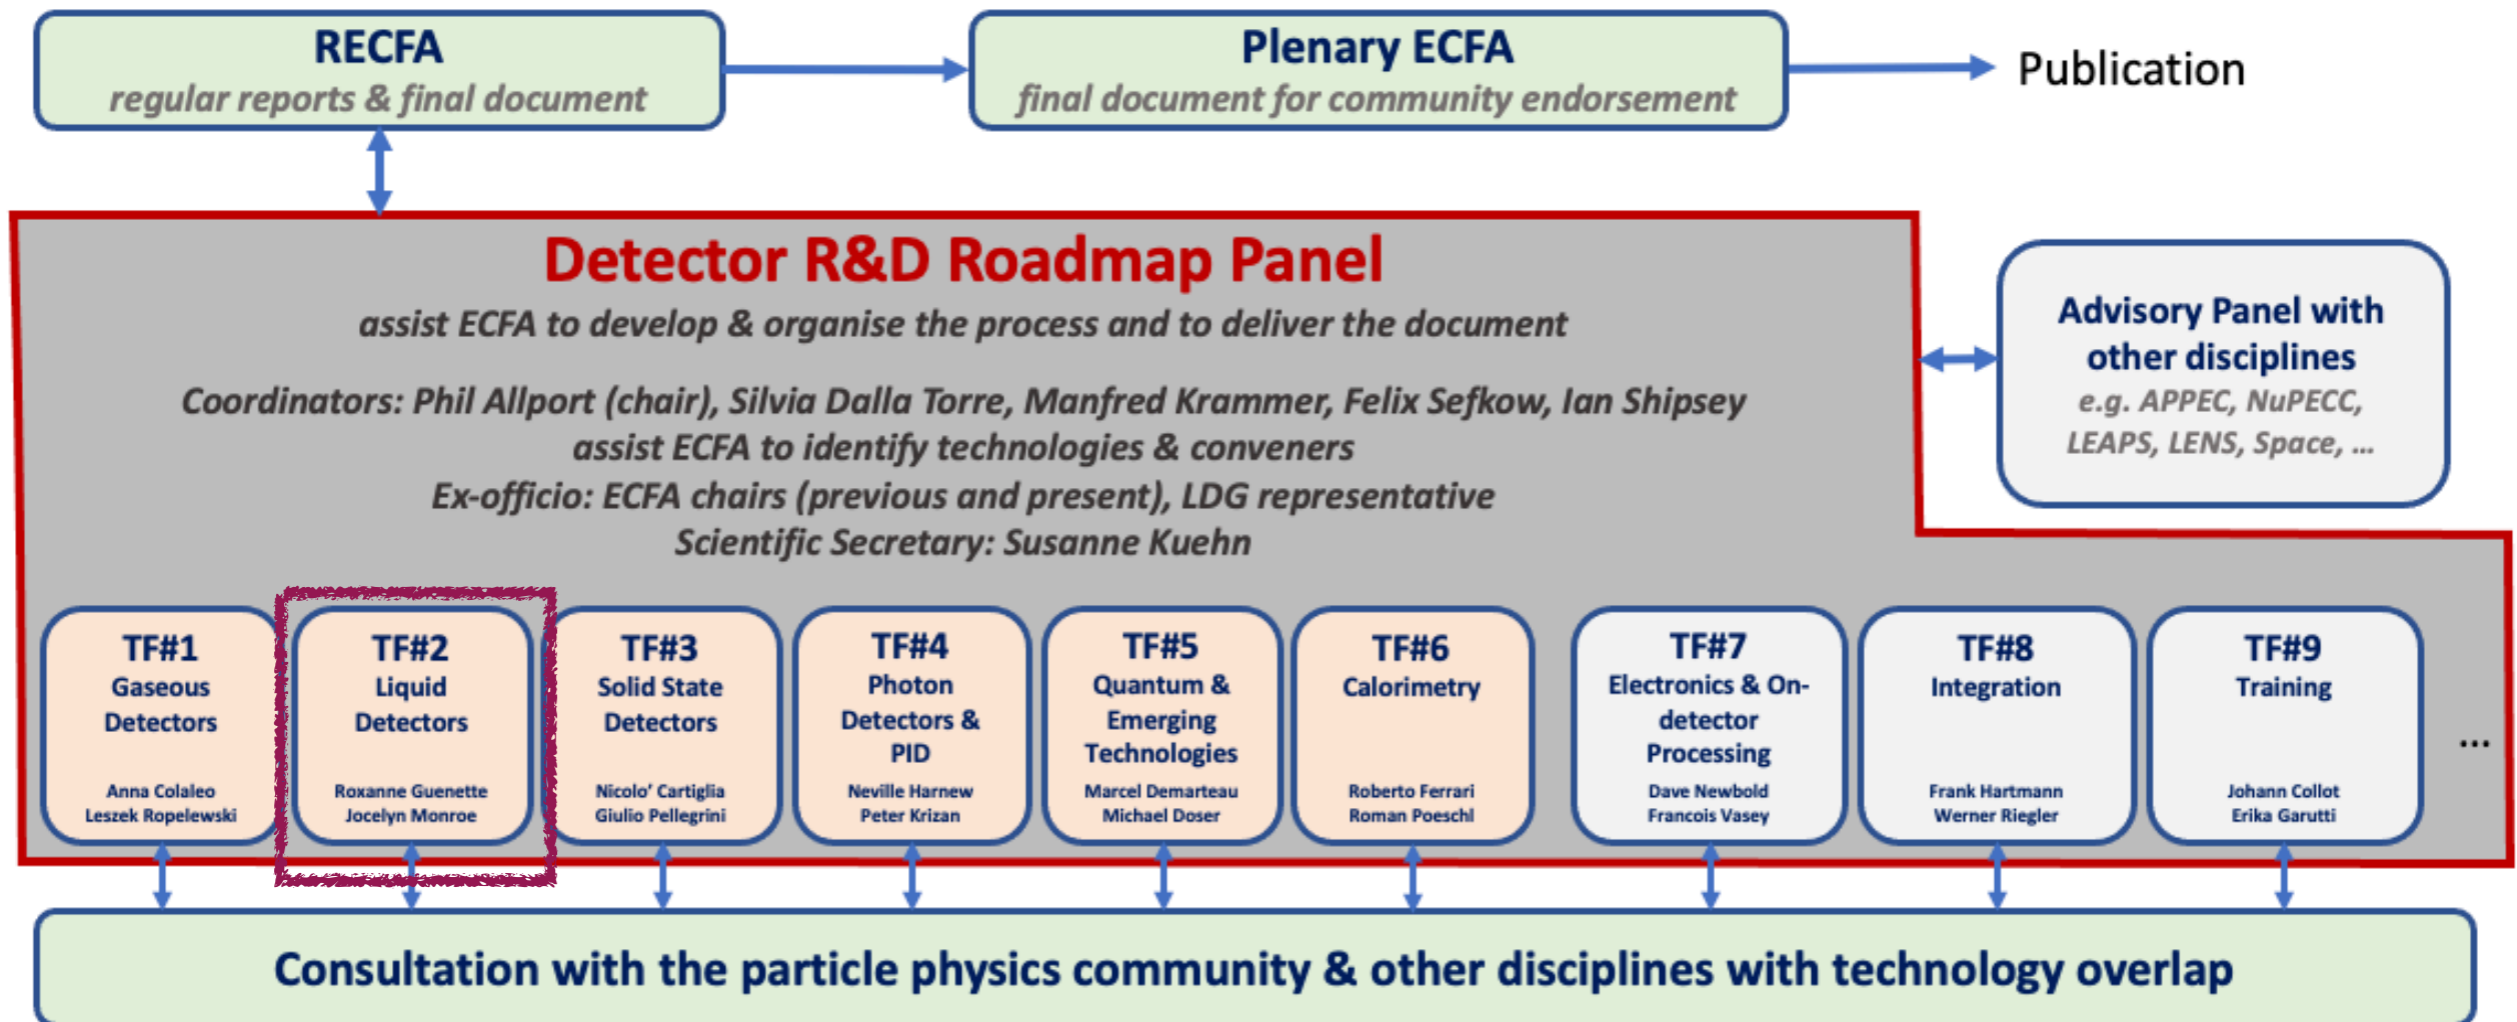 RECFA
regular reports & final document
Plenary ECFA
final document for community endorsement
Publication
Detector R&D Roadmap Panel
assist ECFA to develop & organise the process and to deliver the document
Coordinators: Phil Allport (chair), Silvia Dalla Torre, Manfred Krammer, Felix Sefkow, Ian Shipsey
assist ECFA to identify technologies & conveners
Ex-officio: ECFA chairs (previous and present), LDG representative
Scientific Secretary: Susanne Kuehn
Advisory Panel with
other disciplines
e.g. APPEC, NuPECC,
LEAPS, LENS, Space, ...
TF#1
Gaseous
Detectors
Anna Colaleo
Leszek Ropelewski
TF#2
Liquid
Detectors
Roxanne Guenette
Jocelyn Monroe
TF#3
Solid State
Detectors
Nicolo’ Cartiglia
Giulio Pellegrini
TF#4
Photon
Detectors &
PID
Neville Harnew
Peter Krizan
TF#5
Quantum &
Emerging
Technologies
Marcel Demarteau
Michael Doser
TF#6
Calorimetry
Roberto Ferrari
Roman Poeschl
TF#7
Electronics & On-
detector
Processing
Dave Newbold
Francois Vasey
TF#8
Integration
Frank Hartmann
Werner Riegler
TF#9
Training
Johann Collot
Erika Garutti
...
Consultation with the particle physics community & other disciplines with technology overlap